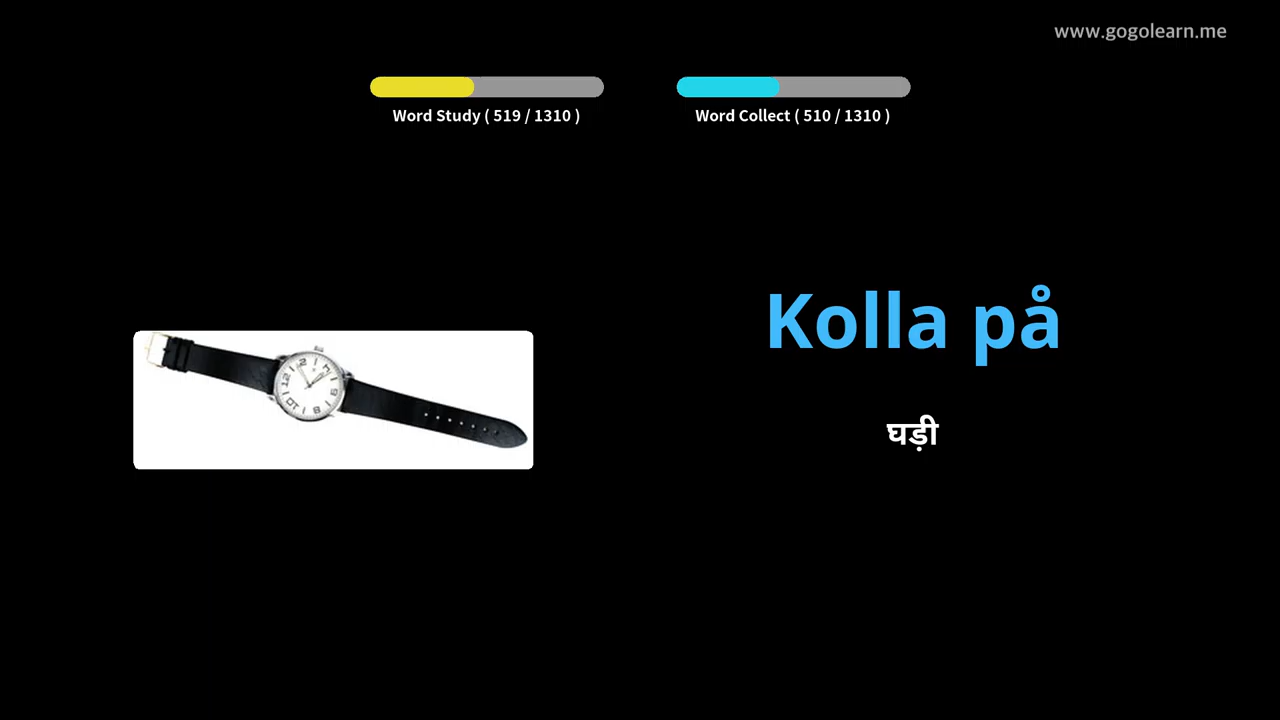 www.gogolearn.me
Word Study ( 519 / 1310 )
Word Collect ( 510 / 1310 )
Kolla på
घड़ी